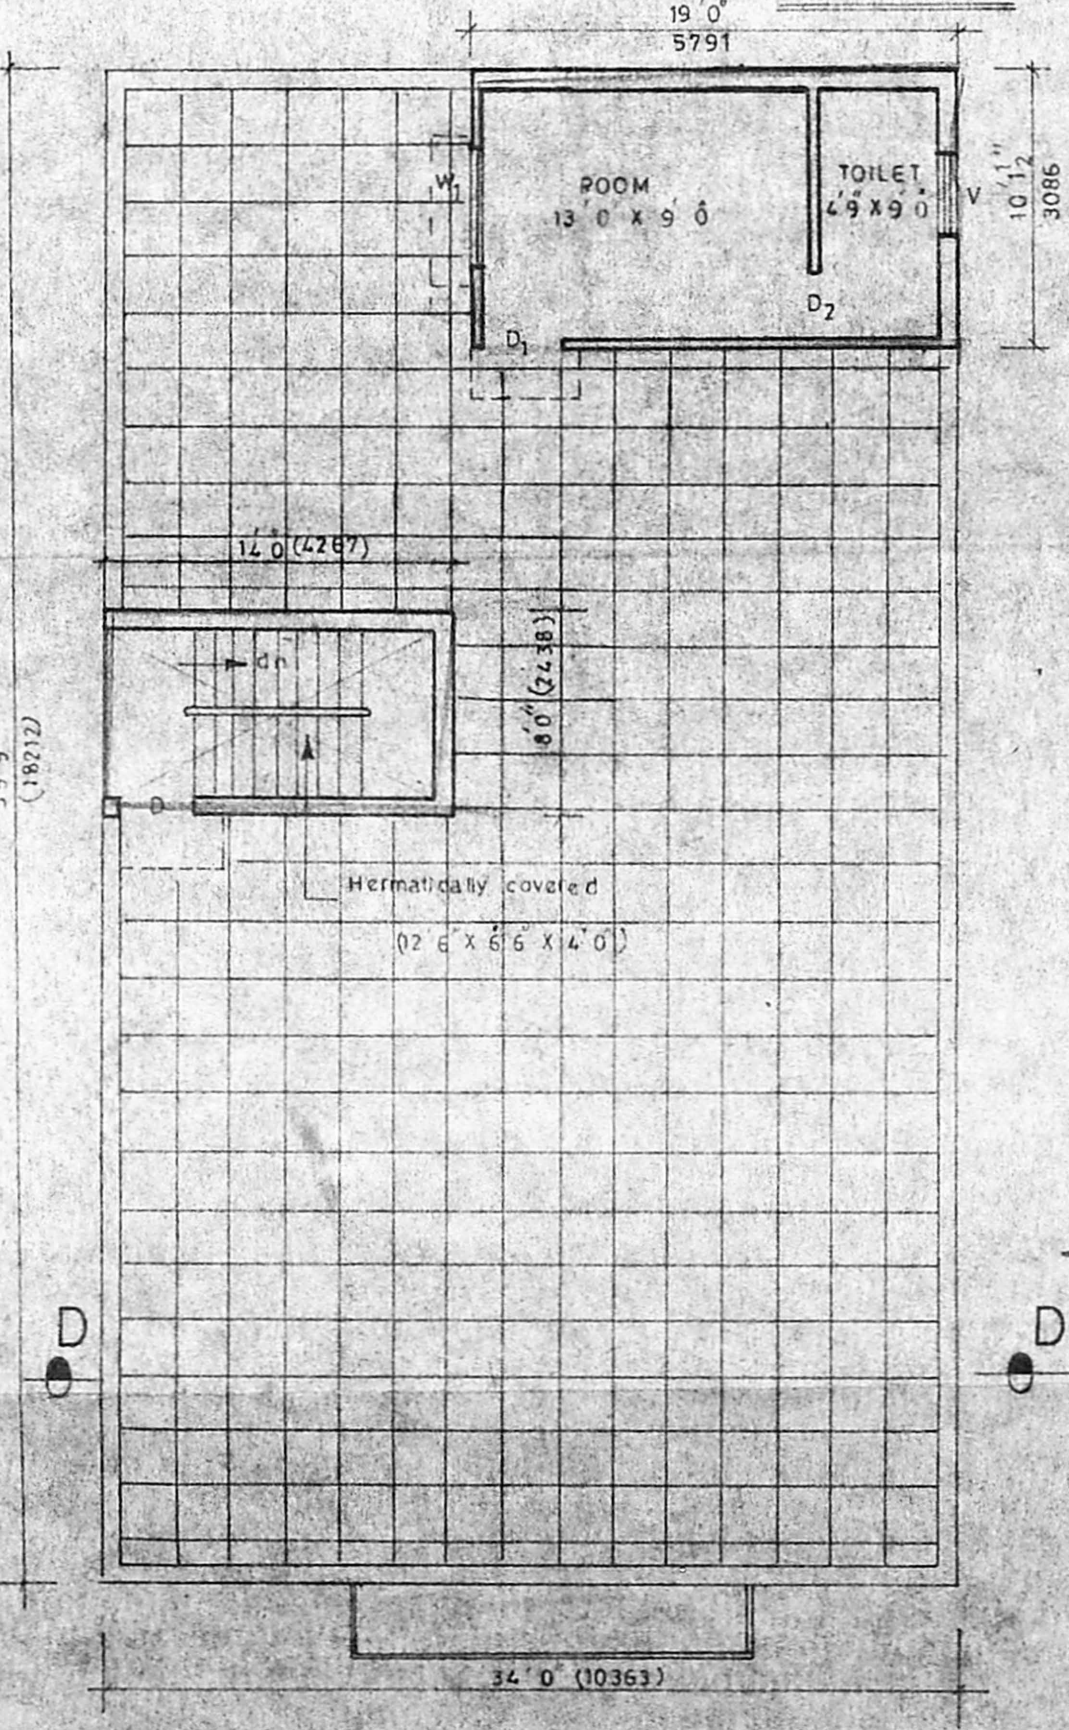 19'0"
5791
W1
ROOM
13'0" X 9'0"
TOILET
4'9" X 9'0"
V
10'1½"
3086
D1
D2
14'0" (4267)
8'0" (2438)
dn
D
(18212)
Hermatically covered
(12'6" X 6'6" X 4'0")
D
D
34'0" (10363)